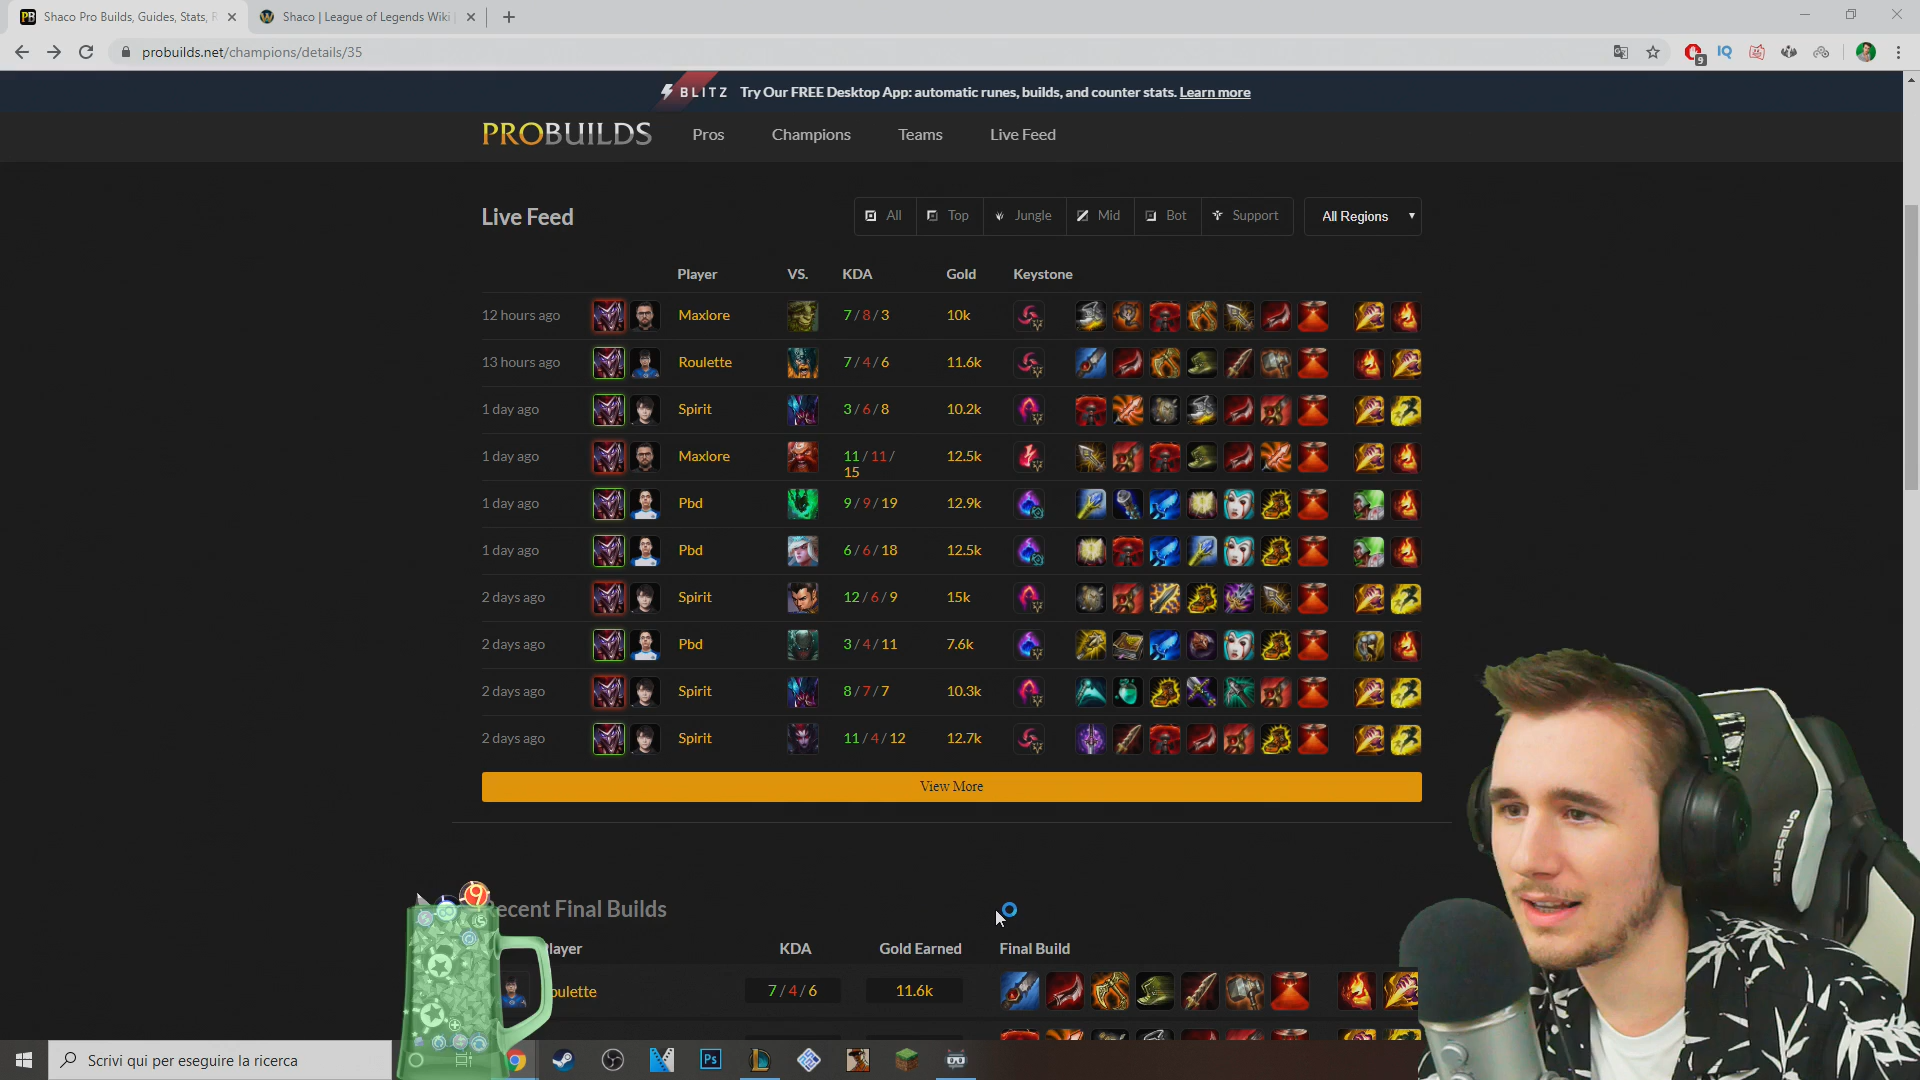 Shaco Pro Builds, Guides, Stats, R
Shaco | League of Legends Wiki |
probuilds.net/champions/details/35
9
IQ
BLITZ Try Our FREE Desktop App: automatic runes, builds, and counter stats. Learn more
PROBUILDS Pros Champions Teams Live Feed
Live Feed All Top Jungle Mid Bot Support All Regions
Player VS. KDA Gold Keystone
12 hours ago Maxlore 7 / 8 / 3 10k
13 hours ago Roulette 7 / 4 / 6 11.6k
1 day ago Spirit 3 / 6 / 8 10.2k
1 day ago Maxlore 11 / 11 / 15 12.5k
1 day ago Pbd 9 / 9 / 19 12.9k
1 day ago Pbd 6 / 6 / 18 12.5k
2 days ago Spirit 12 / 6 / 9 15k
2 days ago Pbd 3 / 4 / 11 7.6k
2 days ago Spirit 8 / 7 / 7 10.3k
2 days ago Spirit 11 / 4 / 12 12.7k
View More
ecent Final Builds
layer KDA Gold Earned Final Build
oulette 7 / 4 / 6 11.6k
9
QUERSUS
Scrivi qui per eseguire la ricerca
Ps